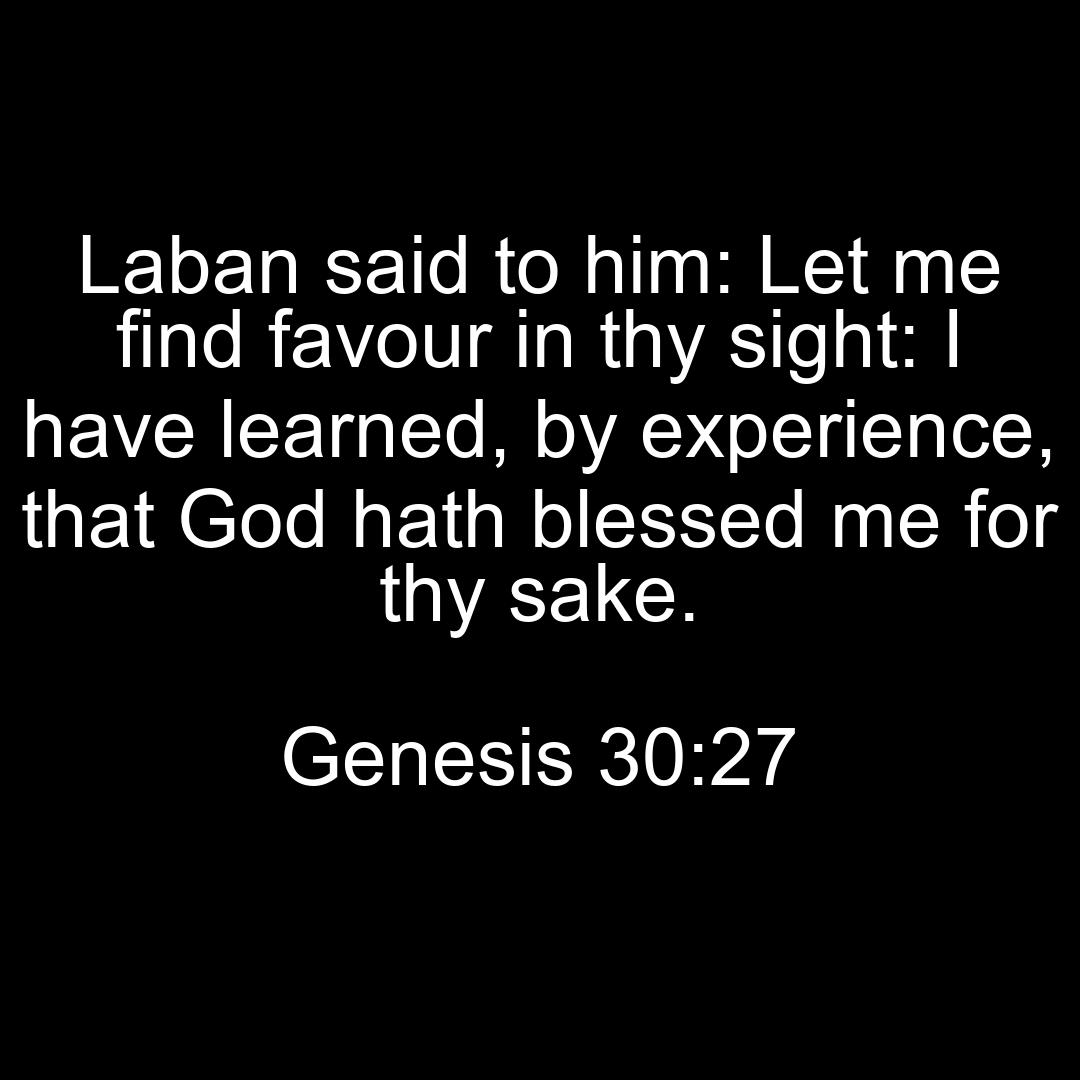 Laban said to him: Let me
find favour in thy sight: I
have learned, by experience,
that God hath blessed me for
thy sake.
Genesis 30:27